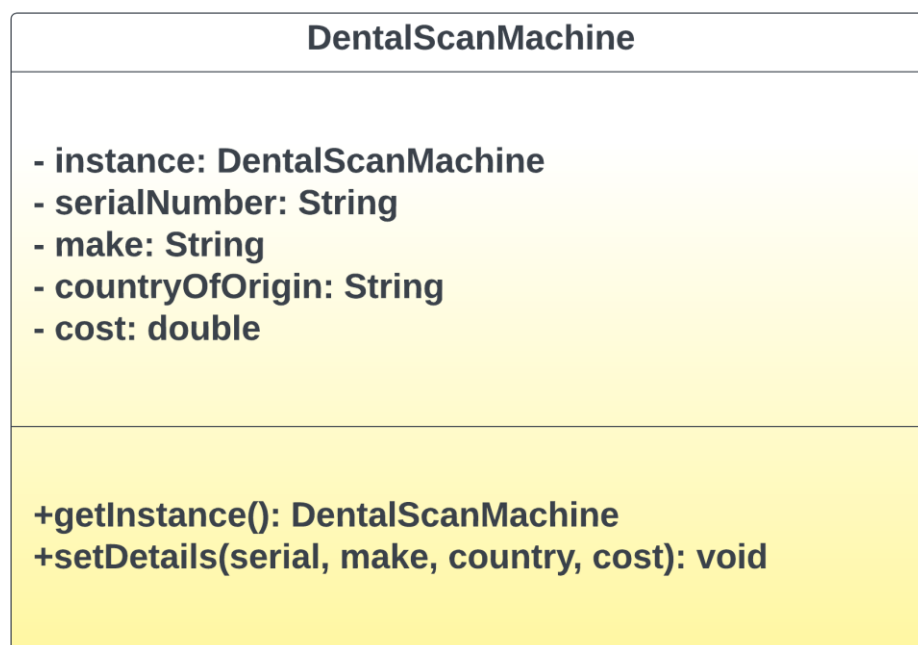 DentalScanMachine
- instance: DentalScanMachine
- serialNumber: String
- make: String
- countryOfOrigin: String
- cost: double
+getInstance(): DentalScanMachine
+setDetails(serial, make, country, cost): void